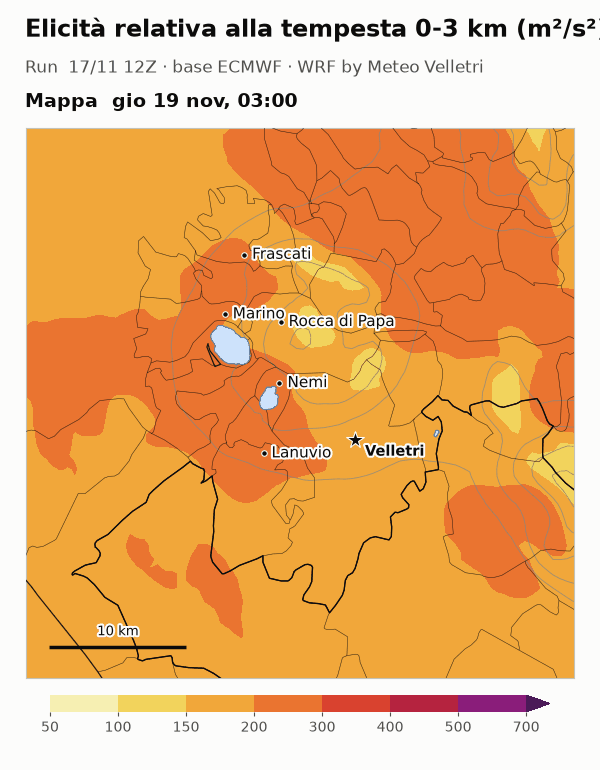 Elicità relativa alla tempesta 0-3 km (m²/s²)
Run  17/11 12Z · base ECMWF · WRF by Meteo Velletri
Mappa  gio 19 nov, 03:00
Frascati
Marino
Rocca di Papa
Nemi
Velletri
Lanuvio
10 km
50 100 150 200 300 400 500 700